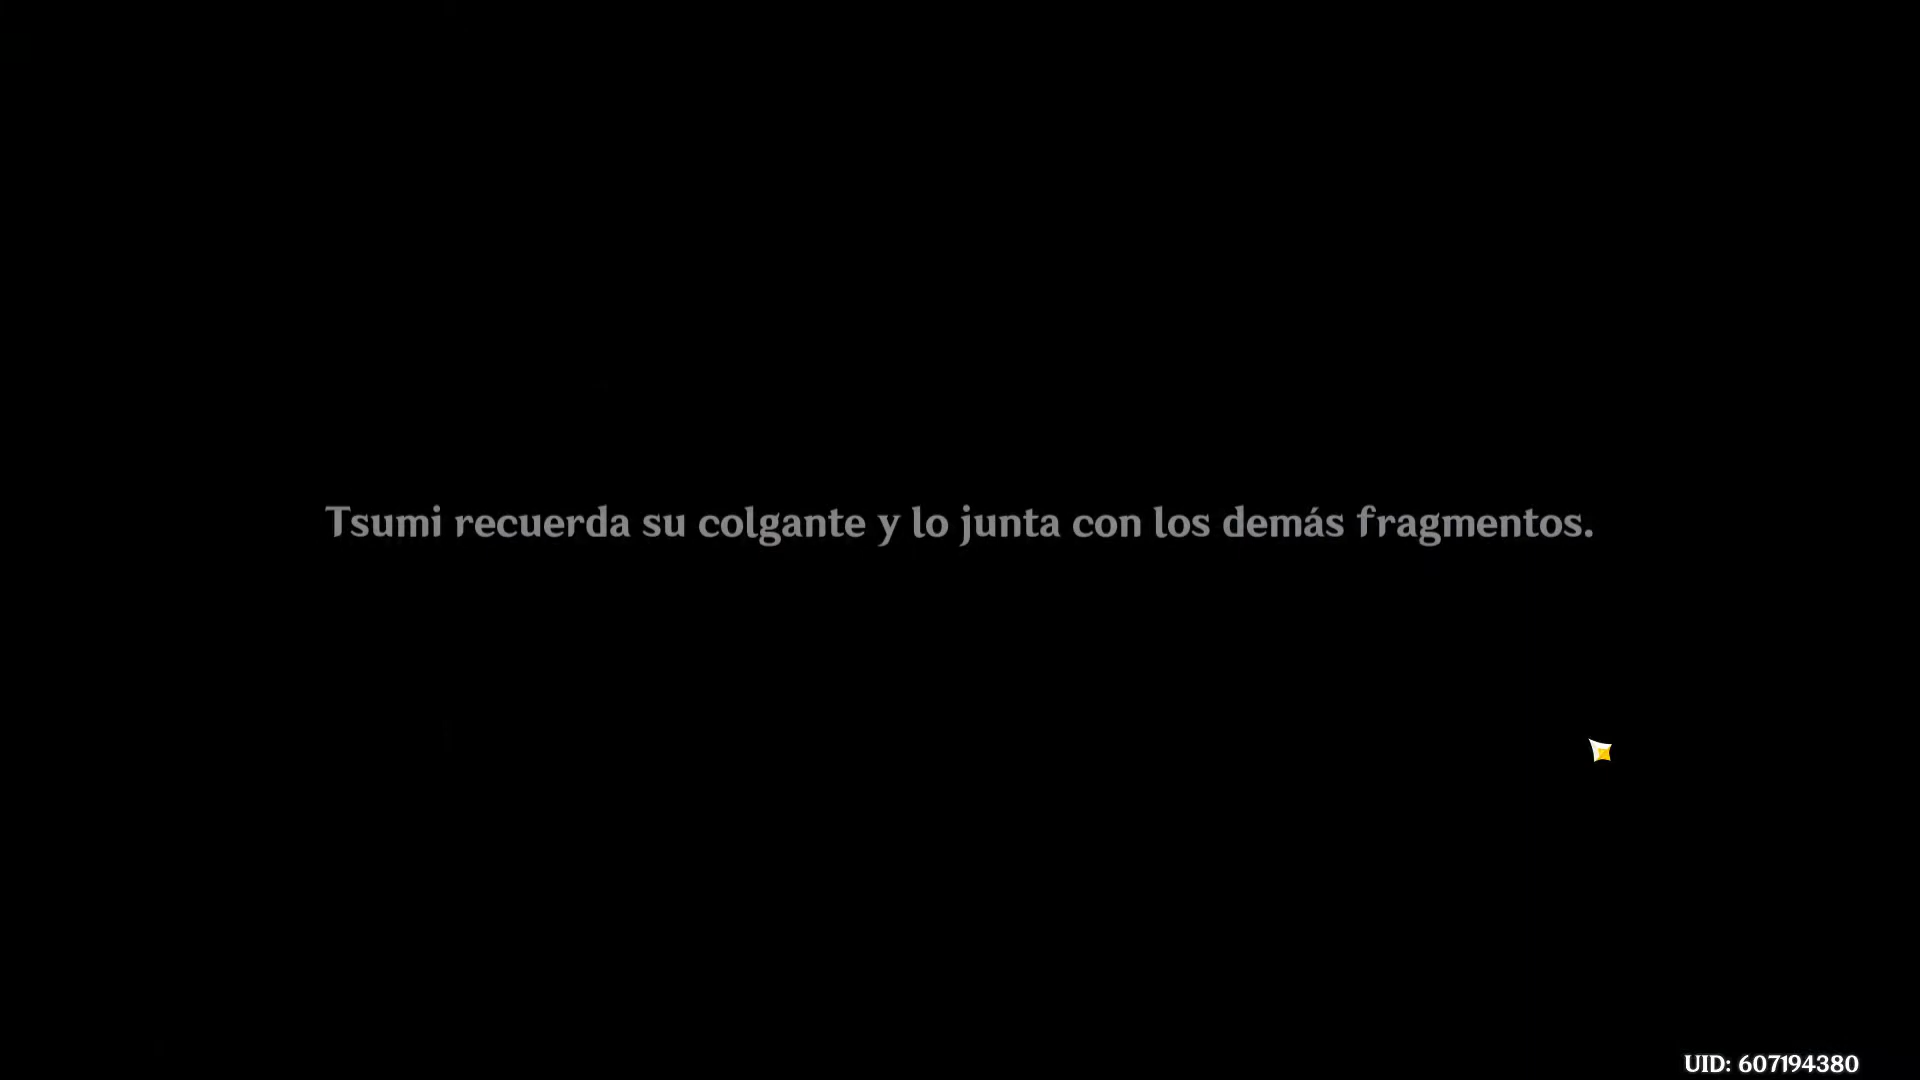 Tsumi recuerda su colgante y lo junta con los demás fragmentos.
UID: 607194380